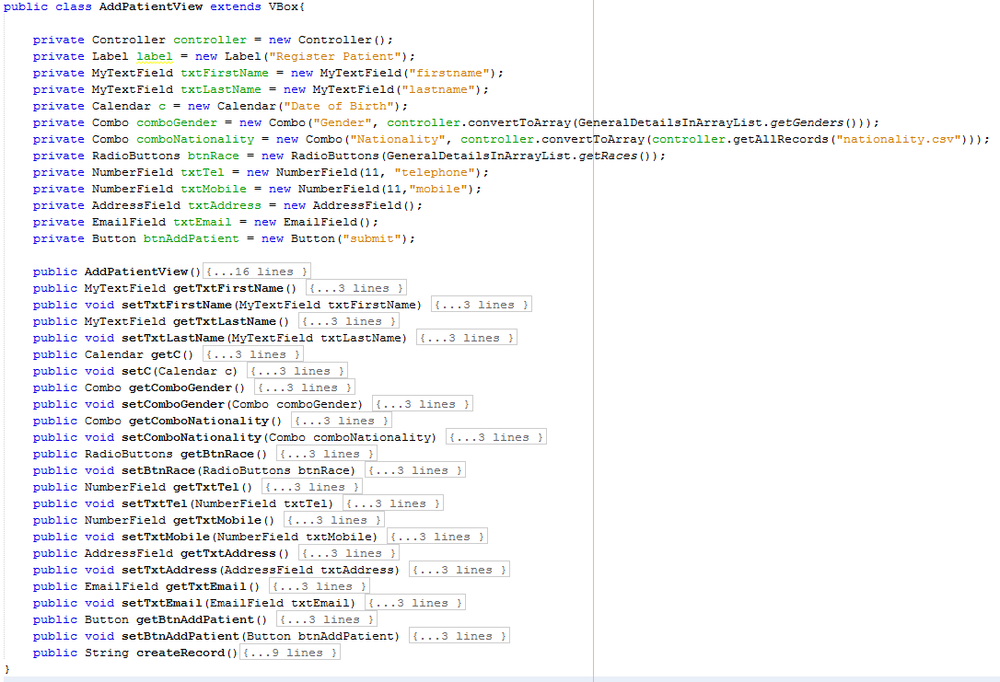 public class AddPatientView extends VBox{
private Controller controller = new Controller();
private Label label = new Label("Register Patient");
private MyTextField txtFirstName = new MyTextField("firstname");
private MyTextField txtLastName = new MyTextField("lastname");
private Calendar c = new Calendar("Date of Birth");
private Combo comboGender = new Combo("Gender", controller.convertToArray(GeneralDetailsInArrayList.getGenders()));
private Combo comboNationality = new Combo("Nationality", controller.convertToArray(controller.getAllRecords("nationality.csv")));
private RadioButtons btnRace = new RadioButtons(GeneralDetailsInArrayList.getRaces());
private NumberField txtTel = new NumberField(11, "telephone");
private NumberField txtMobile = new NumberField(11,"mobile");
private AddressField txtAddress = new AddressField();
private EmailField txtEmail = new EmailField();
private Button btnAddPatient = new Button("submit");
public AddPatientView() {...16 lines }
public MyTextField getTxtFirstName() {...3 lines }
public void setTxtFirstName(MyTextField txtFirstName) {...3 lines }
public MyTextField getTxtLastName() {...3 lines }
public void setTxtLastName(MyTextField txtLastName) {...3 lines }
public Calendar getC() {...3 lines }
public void setC(Calendar c) {...3 lines }
public Combo getComboGender() {...3 lines }
public void setComboGender(Combo comboGender) {...3 lines }
public Combo getComboNationality() {...3 lines }
public void setComboNationality(Combo comboNationality) {...3 lines }
public RadioButtons getBtnRace() {...3 lines }
public void setBtnRace(RadioButtons btnRace) {...3 lines }
public NumberField getTxtTel() {...3 lines }
public void setTxtTel(NumberField txtTel) {...3 lines }
public NumberField getTxtMobile() {...3 lines }
public void setTxtMobile(NumberField txtMobile) {...3 lines }
public AddressField getTxtAddress() {...3 lines }
public void setTxtAddress(AddressField txtAddress) {...3 lines }
public EmailField getTxtEmail() {...3 lines }
public void setTxtEmail(EmailField txtEmail) {...3 lines }
public Button getBtnAddPatient() {...3 lines }
public void setBtnAddPatient(Button btnAddPatient) {...3 lines }
public String createRecord() {...9 lines }
}